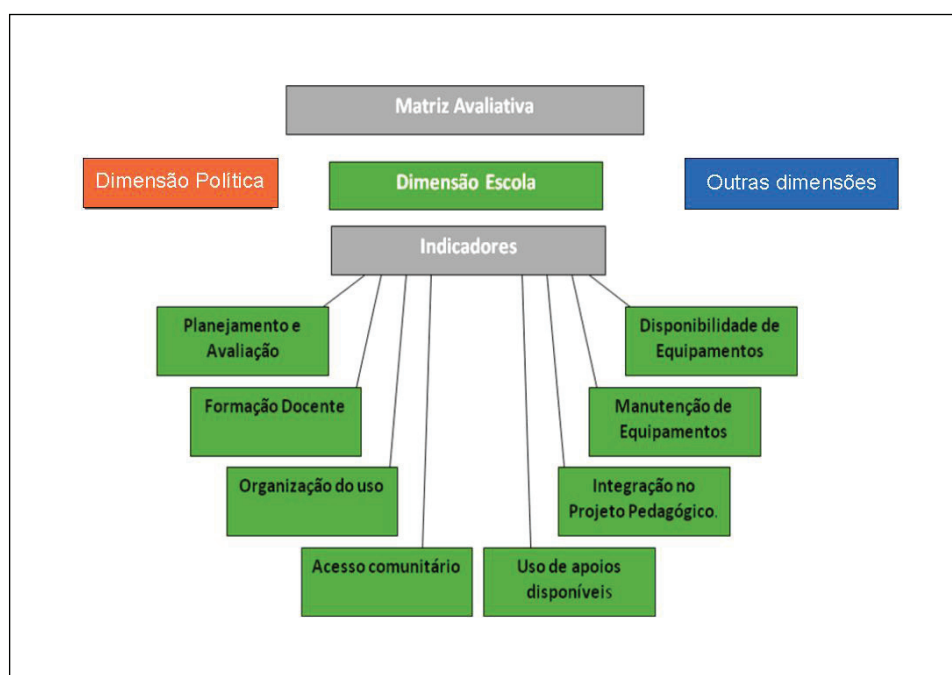 Matriz Avaliativa
Dimensão Política
Dimensão Escola
Outras dimensões
Indicadores
Planejamento e
Avaliação
Disponibilidade de
Equipamentos
Formação Docente
Manutenção de
Equipamentos
Organização do uso
Integração no
Projeto Pedagógico.
Acesso comunitário
Uso de apoios
disponíveis